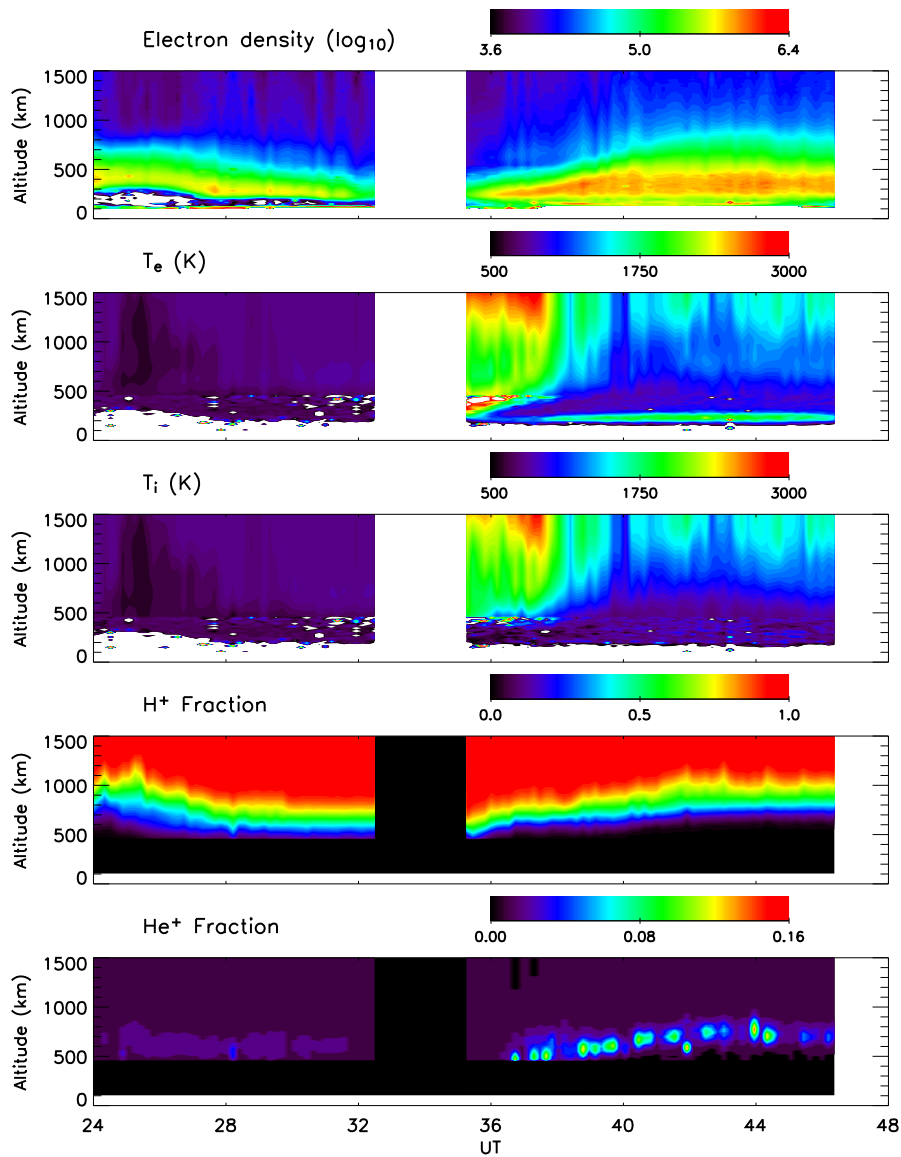 Electron density (log₁₀)
3.6 5.0 6.4
Altitude (km)
1500
1000
500
0
Tₑ (K)
500 1750 3000
Altitude (km)
1500
1000
500
0
Tᵢ (K)
500 1750 3000
Altitude (km)
1500
1000
500
0
H⁺ Fraction
0.0 0.5 1.0
Altitude (km)
1500
1000
500
0
He⁺ Fraction
0.00 0.08 0.16
Altitude (km)
1500
1000
500
0
24 28 32 36 40 44 48
UT